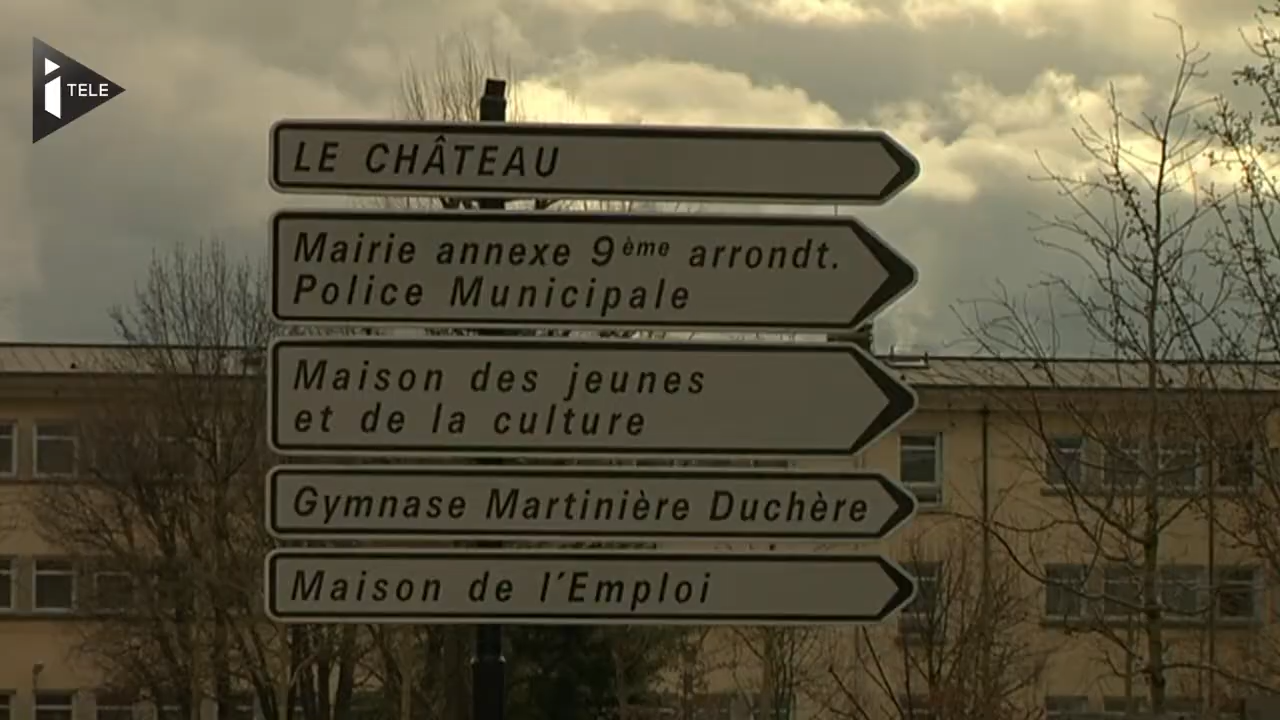 i TELE
LE CHÂTEAU
Mairie annexe 9ème arrondt.
Police Municipale
Maison des jeunes
et de la culture
Gymnase Martinière Duchère
Maison de l'Emploi